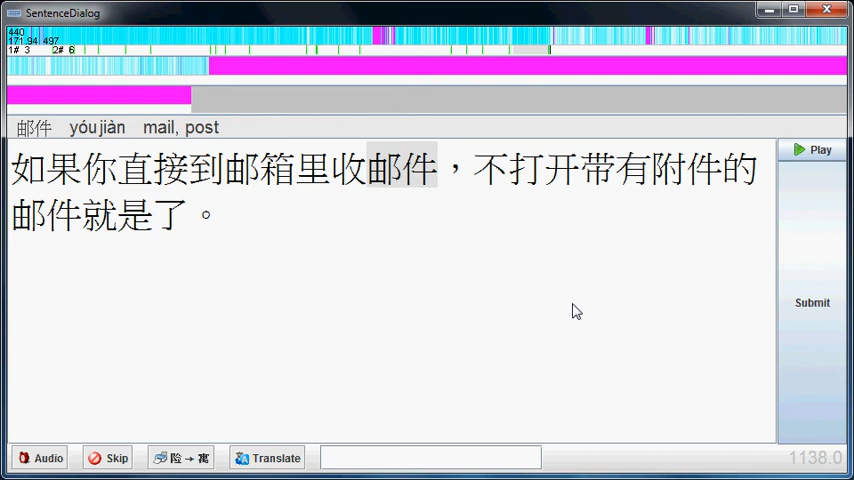 SentenceDialog
440
171.94 497
1# 3 2# 6
邮件 yóujiàn mail, post
如果你直接到邮箱里收邮件，不打开带有附件的
邮件就是了。
Play
Submit
Audio Skip 险 → 寓 Translate
1138.0